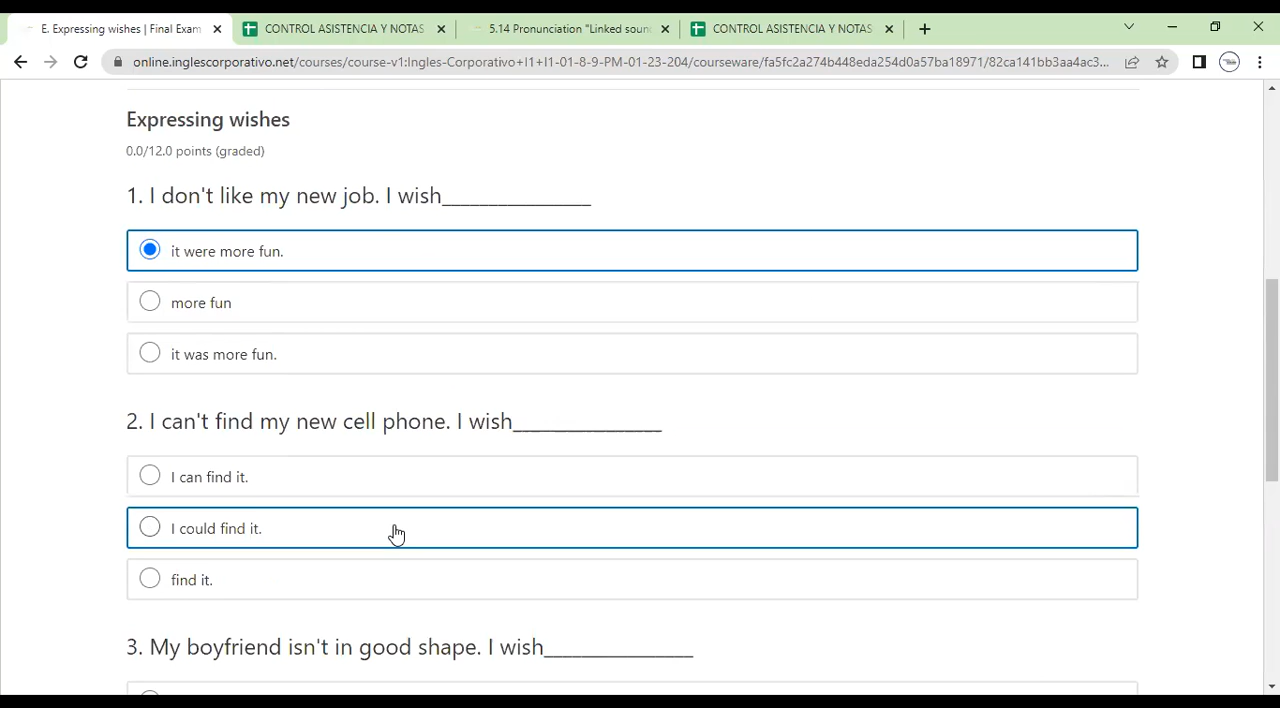 E. Expressing wishes | Final Exam
CONTROL ASISTENCIA Y NOTAS
5.14 Pronunciation "Linked soun
CONTROL ASISTENCIA Y NOTAS
online.inglescorporativo.net/courses/course-v1:Ingles-Corporativo+I1+I1-01-8-9-PM-01-23-204/courseware/fa5fc2a274b448eda254d0a57ba18971/82ca141bb3aa4ac3...
Expressing wishes
0.0/12.0 points (graded)
1. I don't like my new job. I wish________________
it were more fun.
more fun
it was more fun.
2. I can't find my new cell phone. I wish________________
I can find it.
I could find it.
find it.
3. My boyfriend isn't in good shape. I wish________________